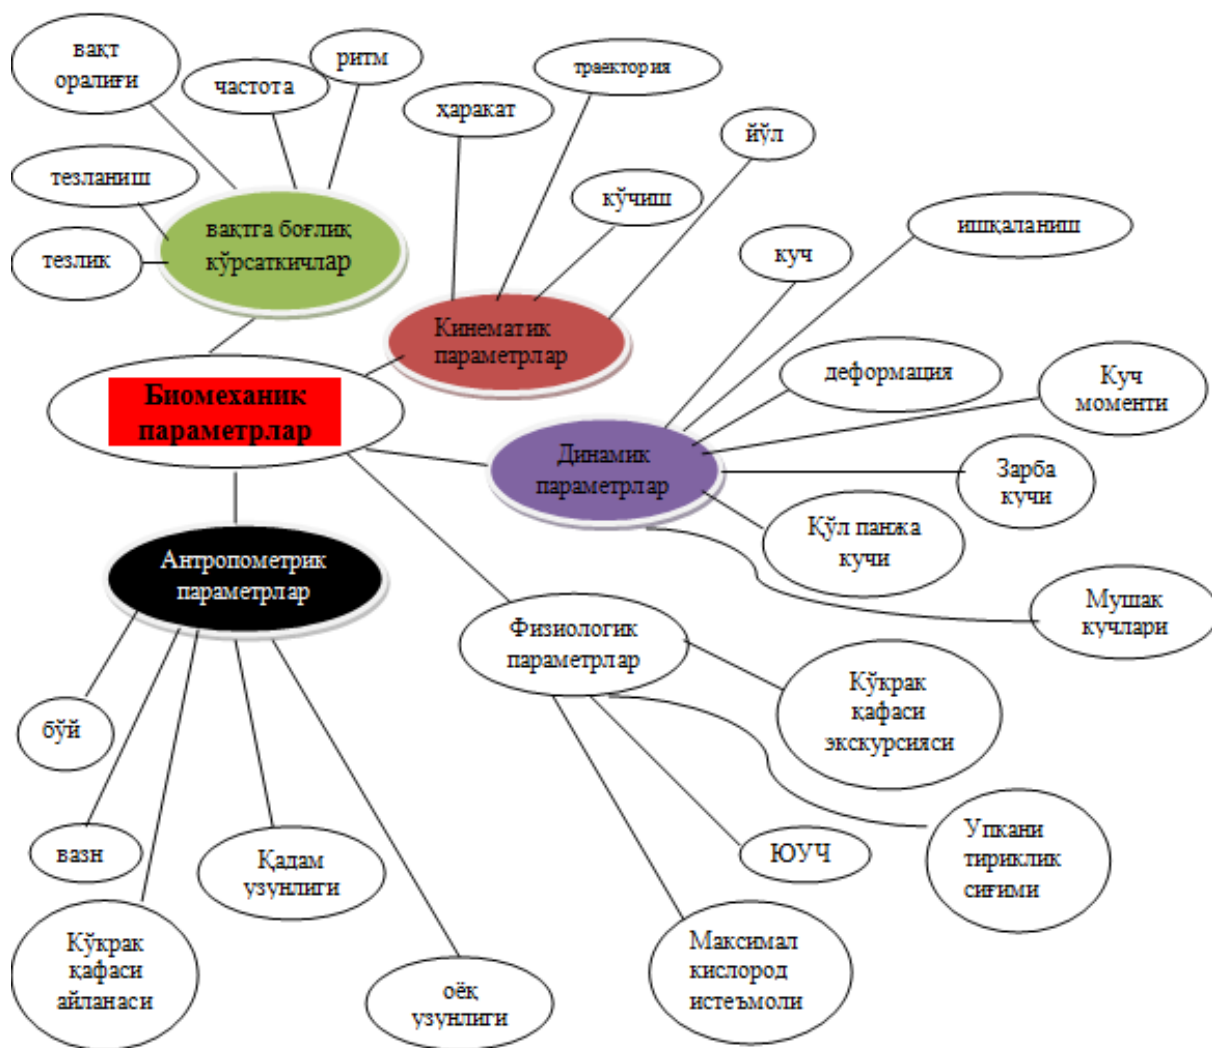 вақт
оралиғи
частота
ритм
ҳаракат
траектория
йўл
тезланиш
тезлик
вақтга боғлиқ
кўрсаткичлар
кўчиш
ишқаланиш
куч
Кинематик
параметрлар
деформация
Куч
моменти
Биомеханик
параметрлар
Динамик
параметрлар
Зарба
кучи
Қўл панжа
кучи
Мушак
кучлари
Антропометрик
параметрлар
Физиологик
параметрлар
Кўкрак
қафаси
экскурсияси
бўй
вазн
Қадам
узунлиги
ЮУЧ
Упкани
тириклик
сиғими
Кўкрак
қафаси
айланаси
оёқ
узунлиги
Максимал
кислород
истеъмоли